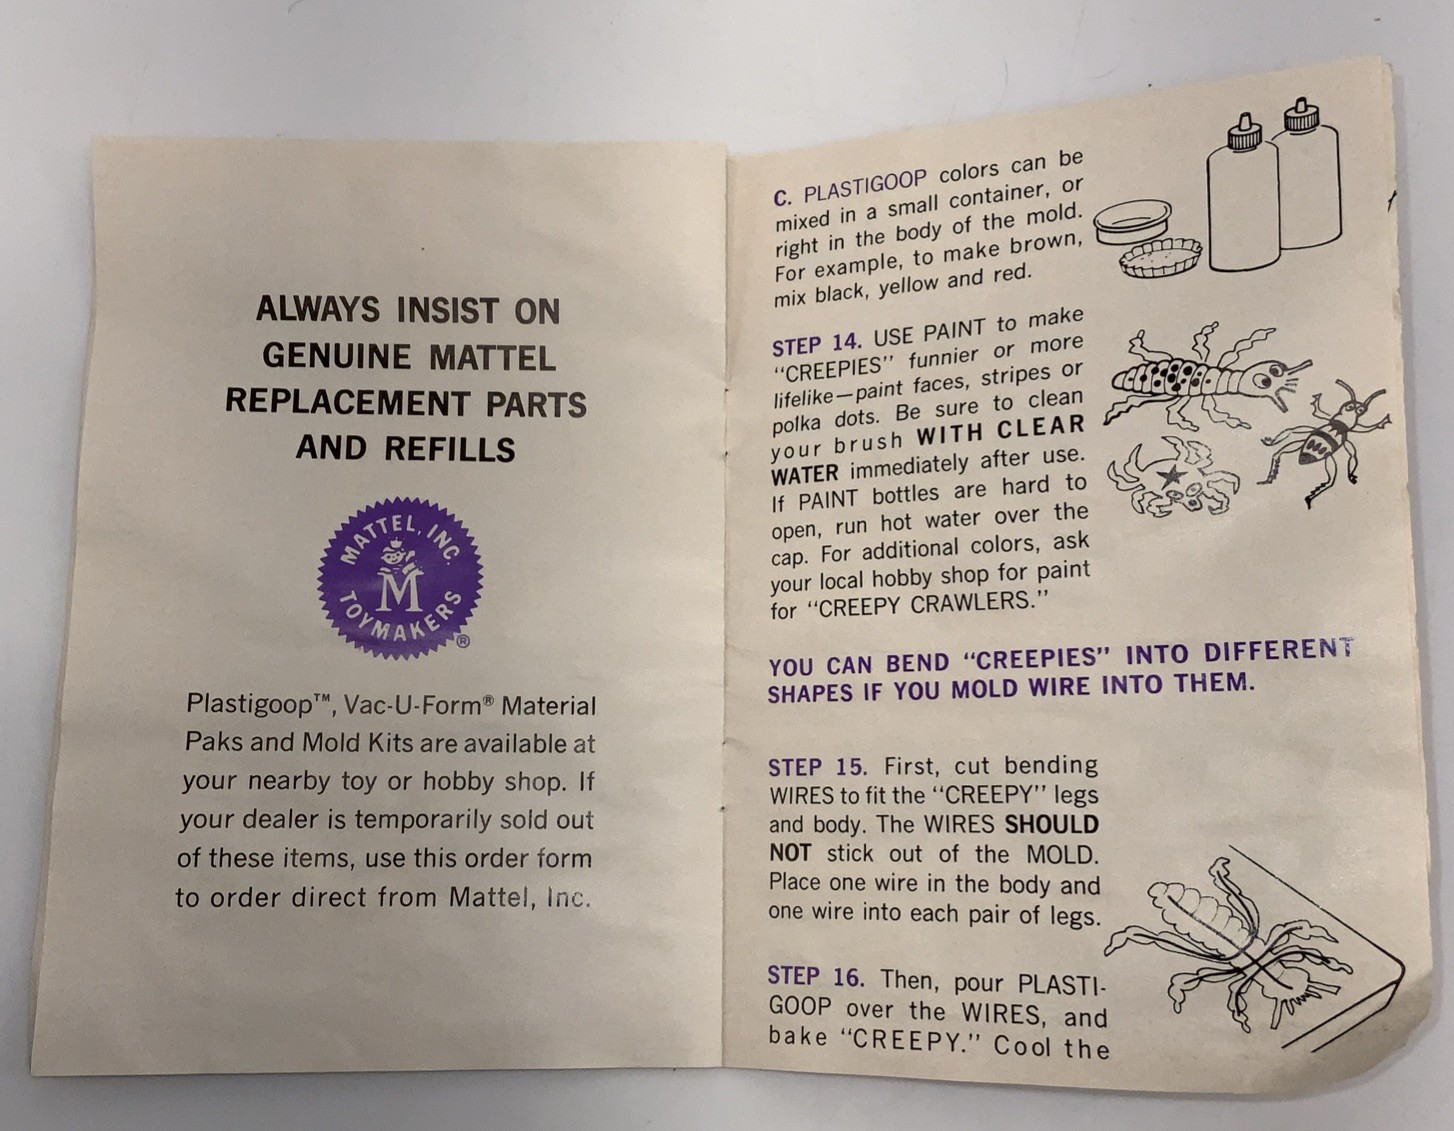 ALWAYS INSIST ON
GENUINE MATTEL
REPLACEMENT PARTS
AND REFILLS
MATTEL, INC.
M
TOYMAKERS
®
Plastigoop™, Vac-U-Form® Material
Paks and Mold Kits are available at
your nearby toy or hobby shop. If
your dealer is temporarily sold out
of these items, use this order form
to order direct from Mattel, Inc.
C. PLASTIGOOP colors can be
mixed in a small container, or
right in the body of the mold.
For example, to make brown,
mix black, yellow and red.
STEP 14. USE PAINT to make
“CREEPIES” funnier or more
lifelike—paint faces, stripes or
polka dots. Be sure to clean
your brush WITH CLEAR
WATER immediately after use.
If PAINT bottles are hard to
open, run hot water over the
cap. For additional colors, ask
your local hobby shop for paint
for “CREEPY CRAWLERS.”
YOU CAN BEND “CREEPIES” INTO DIFFERENT
SHAPES IF YOU MOLD WIRE INTO THEM.
STEP 15. First, cut bending
WIRES to fit the “CREEPY” legs
and body. The WIRES SHOULD
NOT stick out of the MOLD.
Place one wire in the body and
one wire into each pair of legs.
STEP 16. Then, pour PLASTI-
GOOP over the WIRES, and
bake “CREEPY.” Cool the